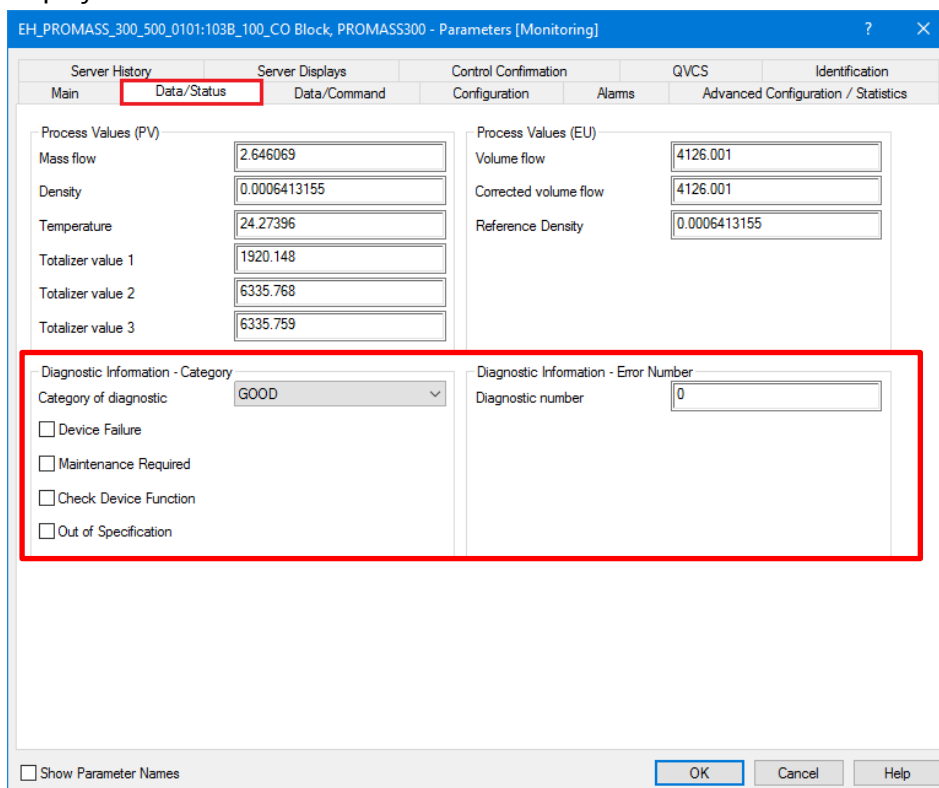 EH_PROMASS_300_500_0101:103B_100_CO Block, PROMASS300 - Parameters [Monitoring] ?
Server History Server Displays Control Confirmation QVCS Identification
Main Data/Status Data/Command Configuration Alarms Advanced Configuration / Statistics
Process Values (PV) Process Values (EU)
Mass flow 2.646069 Volume flow 4126.001
Density 0.0006413155 Corrected volume flow 4126.001
Temperature 24.27396 Reference Density 0.0006413155
Totalizer value 1 1920.148
Totalizer value 2 6335.768
Totalizer value 3 6335.759
Diagnostic Information - Category Diagnostic Information - Error Number
Category of diagnostic GOOD Diagnostic number 0
Device Failure
Maintenance Required
Check Device Function
Out of Specification
Show Parameter Names OK Cancel Help